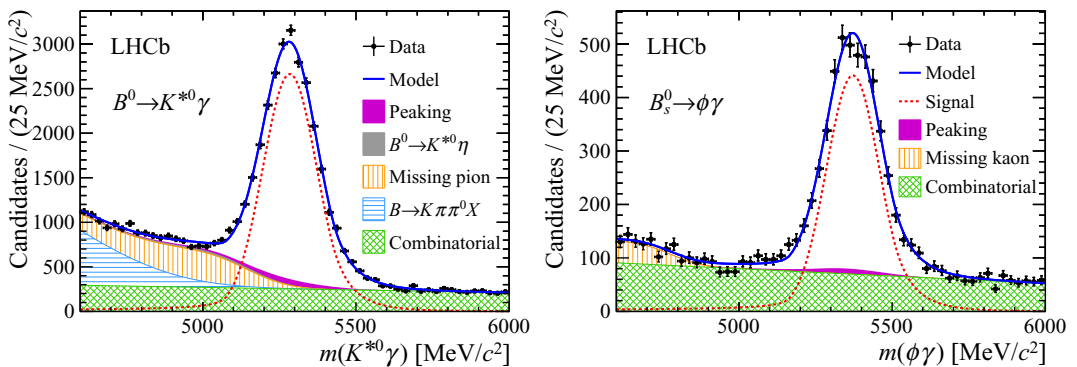 LHCb
B⁰→K*⁰γ
Data
Model
Peaking
B⁰→K*⁰η
Missing pion
B→Kππ⁰X
Combinatorial
Candidates / (25 MeV/c²)
3000
2500
2000
1500
1000
500
0
5000
5500
6000
m(K*⁰γ) [MeV/c²]
LHCb
B⁰ₛ→ϕγ
Data
Model
Signal
Peaking
Missing kaon
Combinatorial
Candidates / (25 MeV/c²)
500
400
300
200
100
0
5000
5500
6000
m(ϕγ) [MeV/c²]